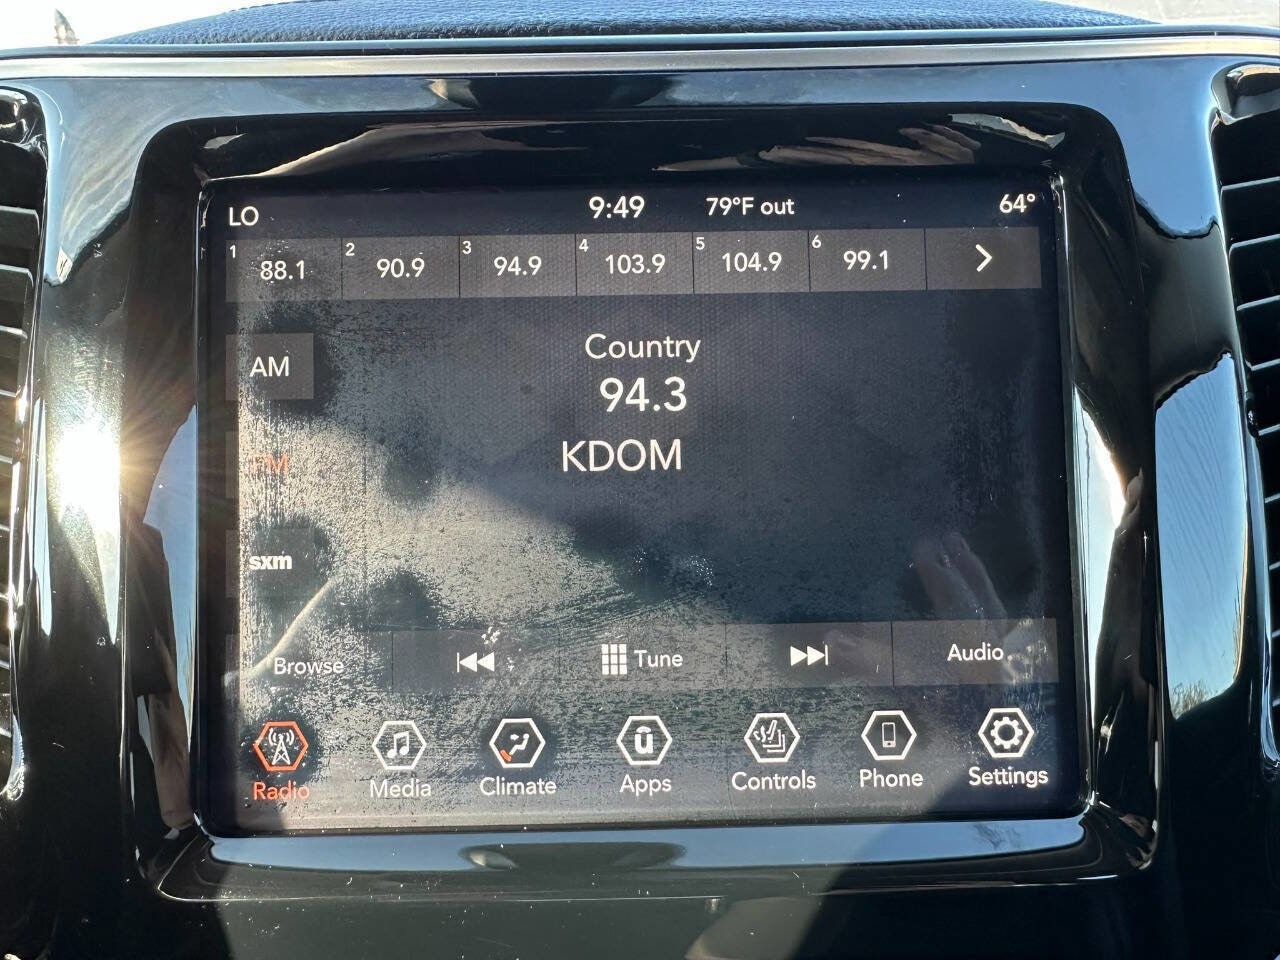 LO 9:49 79°F out 64°
1 88.1 2 90.9 3 94.9 4 103.9 5 104.9 6 99.1
Country
AM 94.3
KDOM
FM
sxm
Browse Tune Audio
Radio Media Climate Apps Controls Phone Settings